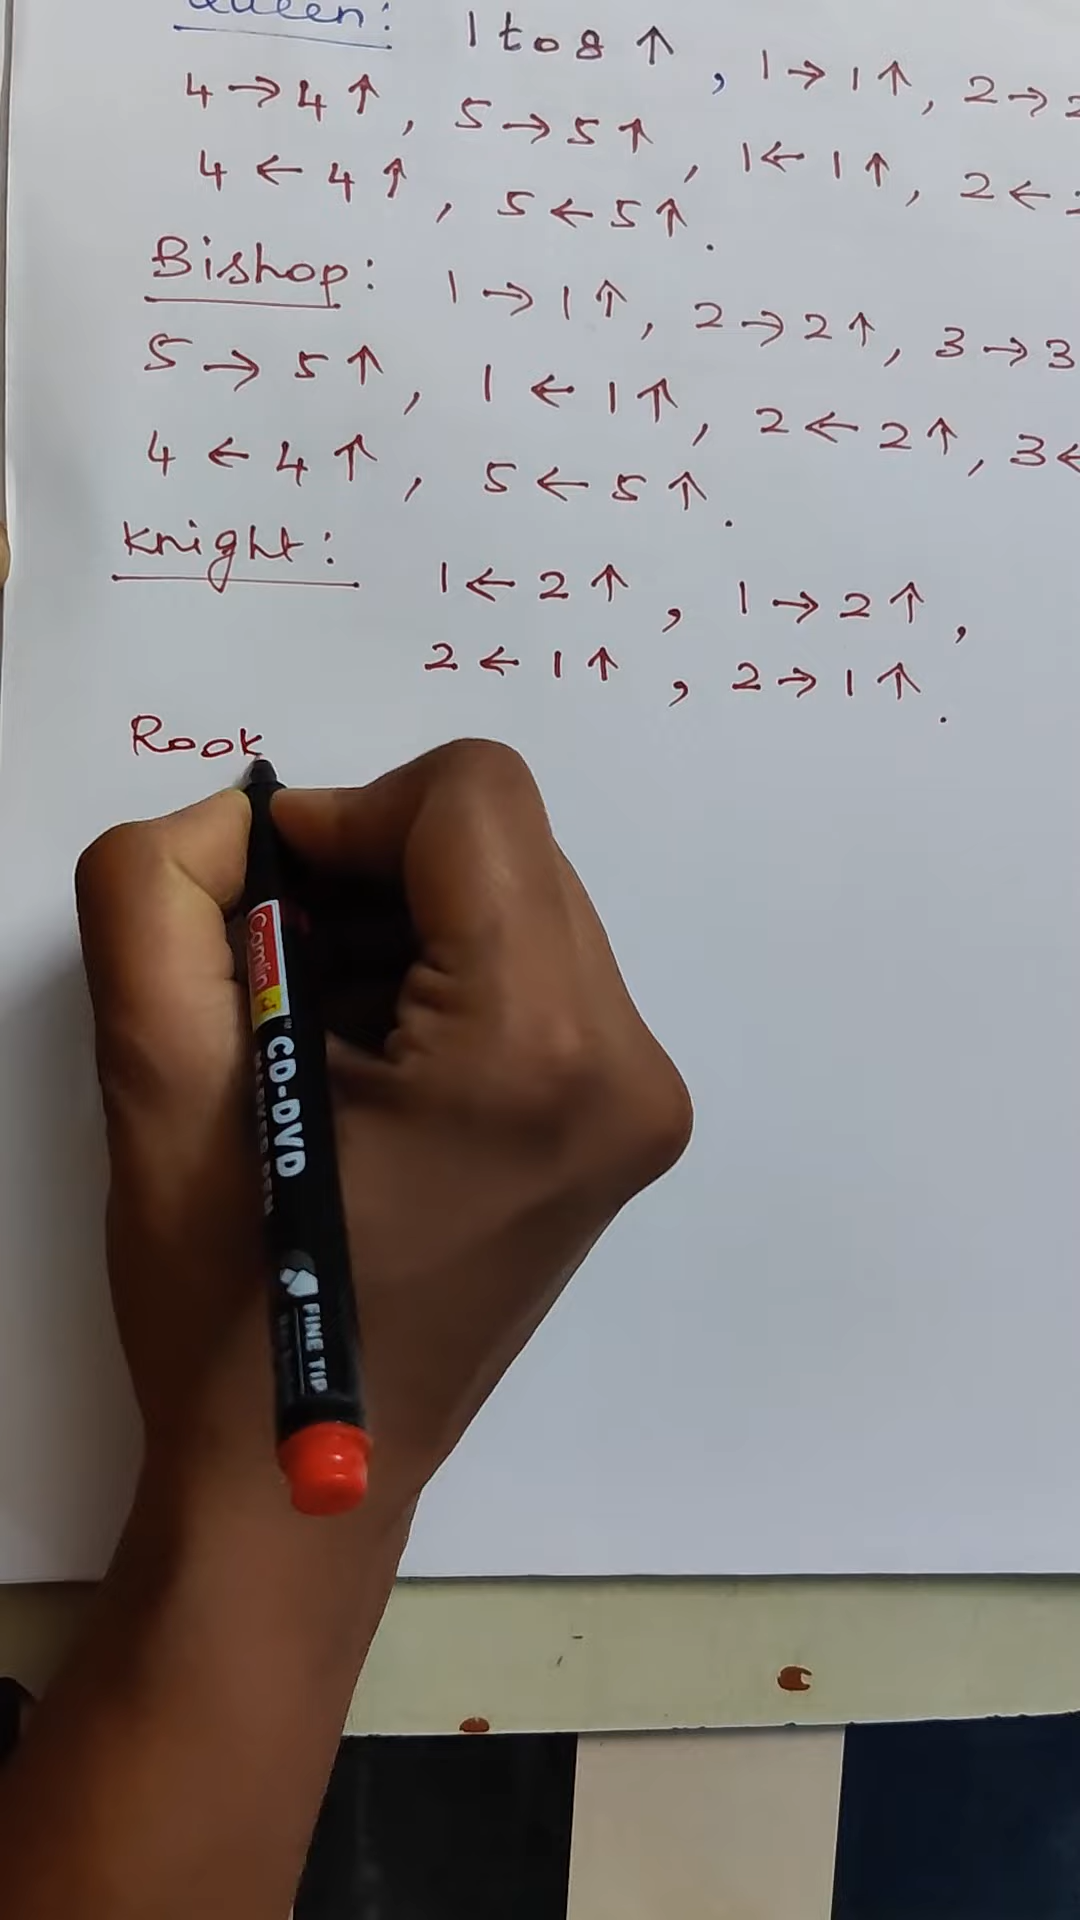 Queen: 1 to 8 ↑, 1 → 1 ↑, 2 → 2
4 → 4 ↑, 5 → 5 ↑, 1 ← 1 ↑, 2 ←
4 ← 4 ↑, 5 ← 5 ↑.
Bishop: 1 → 1 ↑, 2 → 2 ↑, 3 → 3
5 → 5 ↑, 1 ← 1 ↑, 2 ← 2 ↑, 3 ←
4 ← 4 ↑, 5 ← 5 ↑.
Knight: 1 ← 2 ↑, 1 → 2 ↑,
2 ← 1 ↑, 2 → 1 ↑.
Rook
Camlin
CD-DVD
FINE TIP